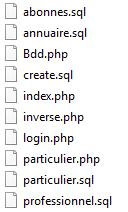 abonnes.sql
annuaire.sql
Bdd.php
create.sql
index.php
inverse.php
login.php
particulier.php
particulier.sql
professionnel.sql